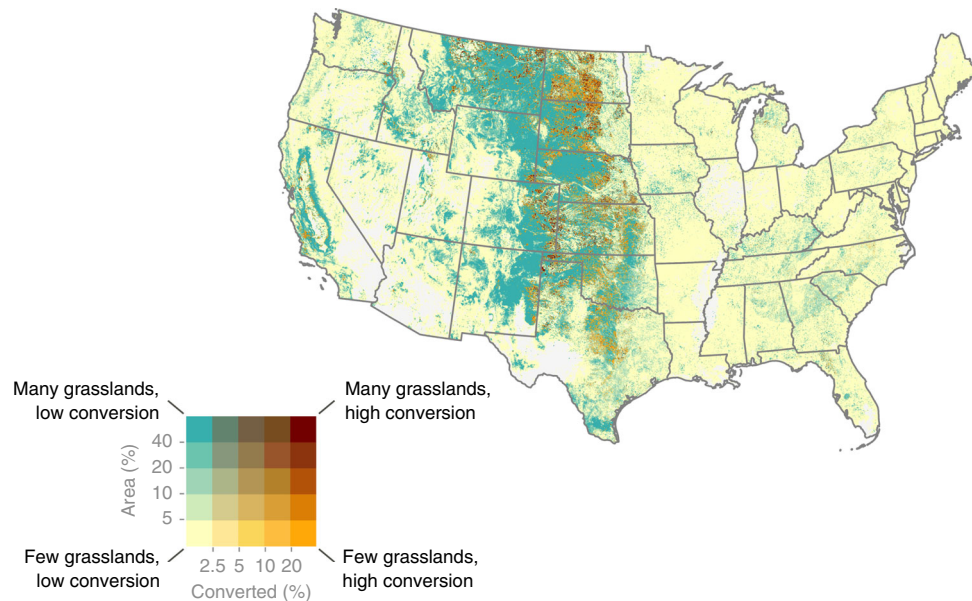 Many grasslands,
low conversion
Many grasslands,
high conversion
Area (%)
40
20
10
5
Few grasslands,
low conversion
2.5 5 10 20
Converted (%)
Few grasslands,
high conversion